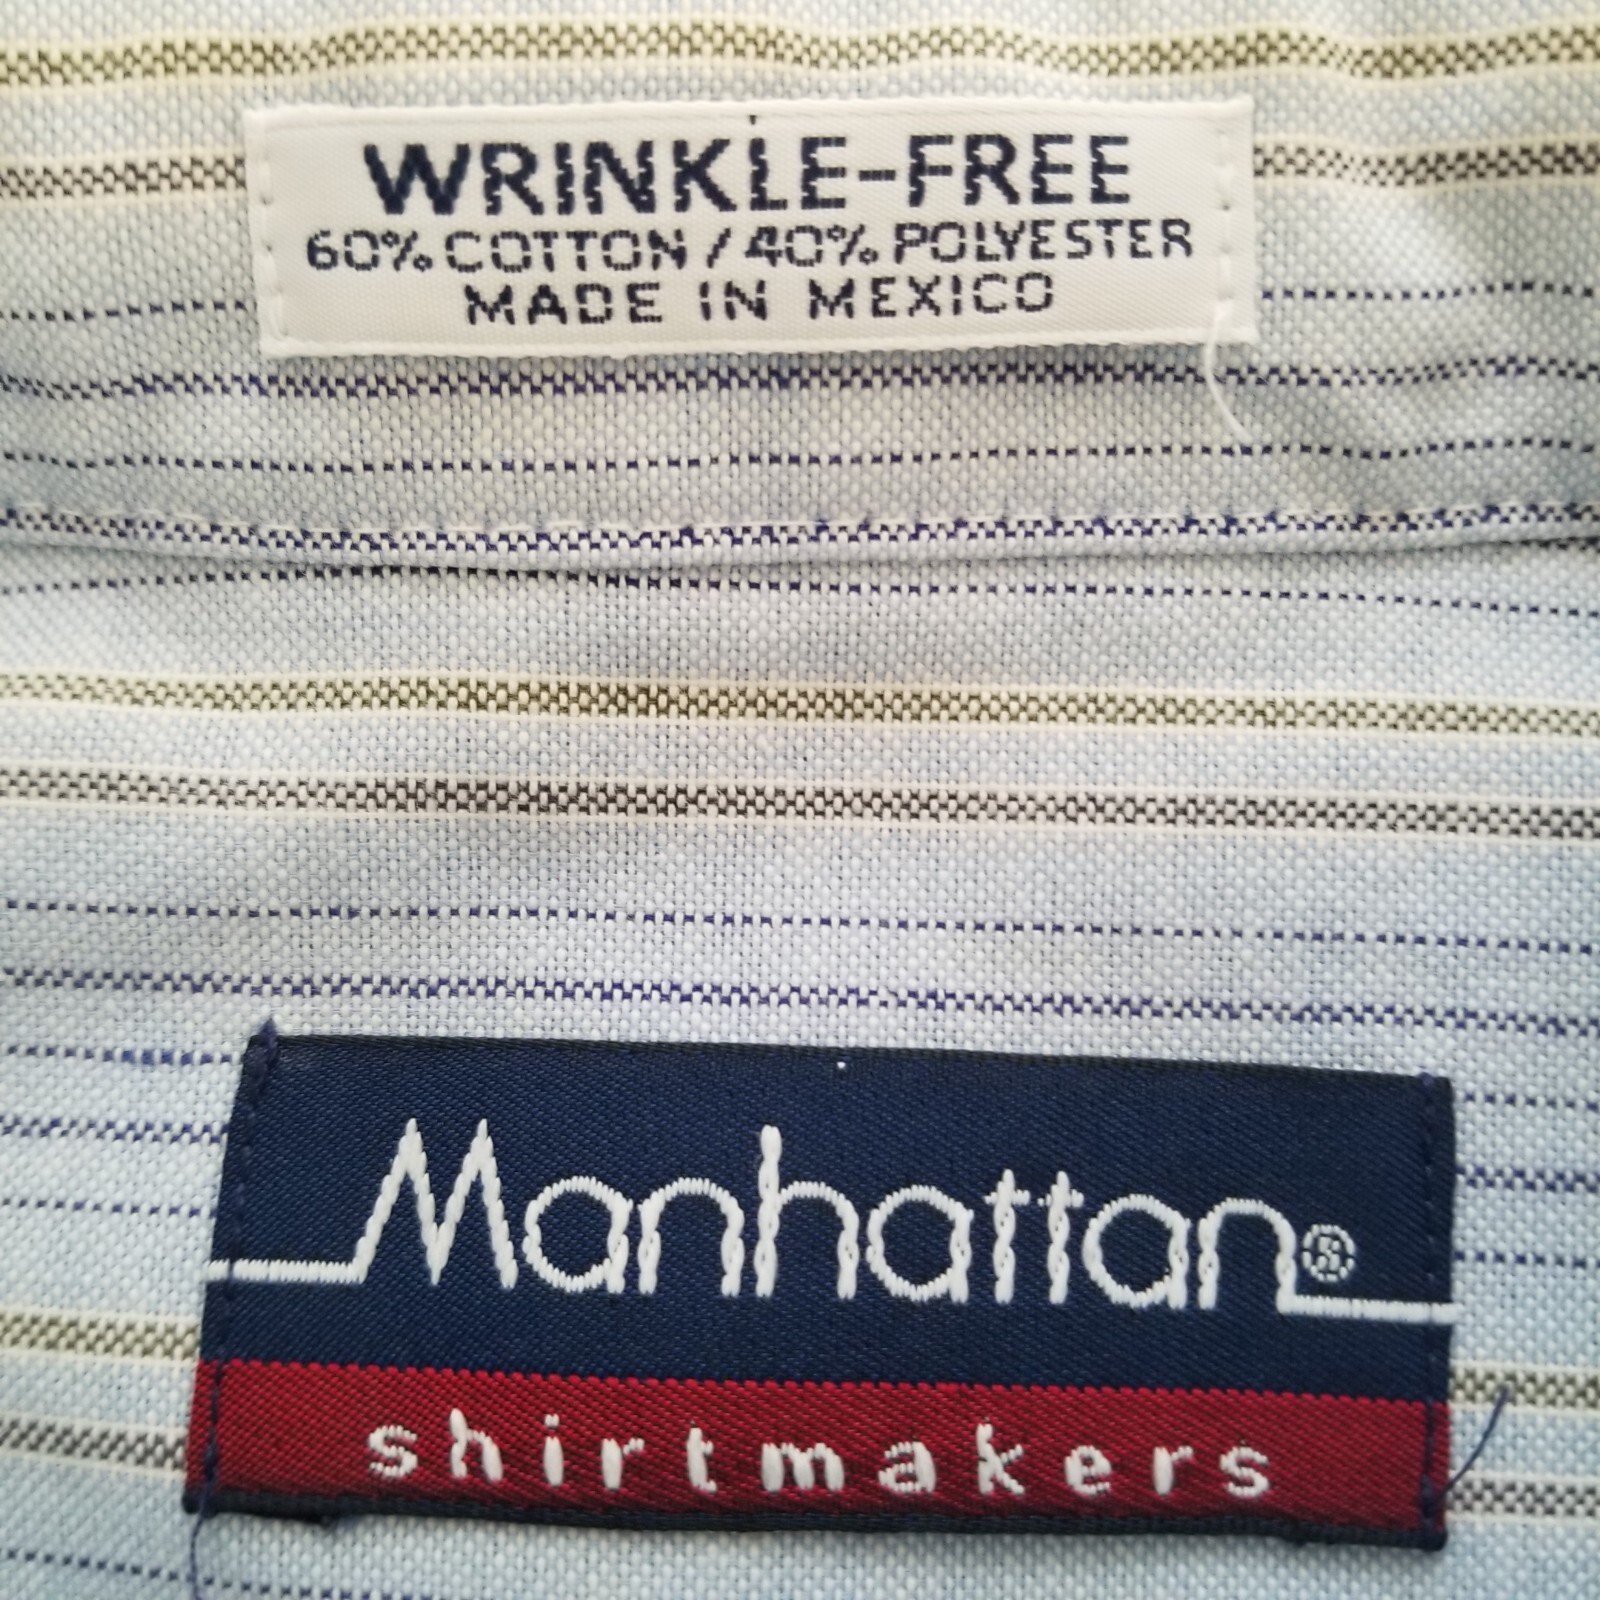 WRINKLE-FREE
60% COTTON / 40% POLYESTER
MADE IN MEXICO
Manhattan®
shirtmakers